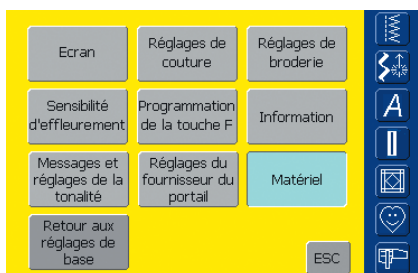 Ecran
Réglages de
couture
Réglages de
broderie
Sensibilité
d'effleurement
Programmation
de la touche F
Information
Messages et
réglages de la
tonalité
Réglages du
fournisseur du
portail
Matériel
Retour aux
réglages de
base
ESC
A